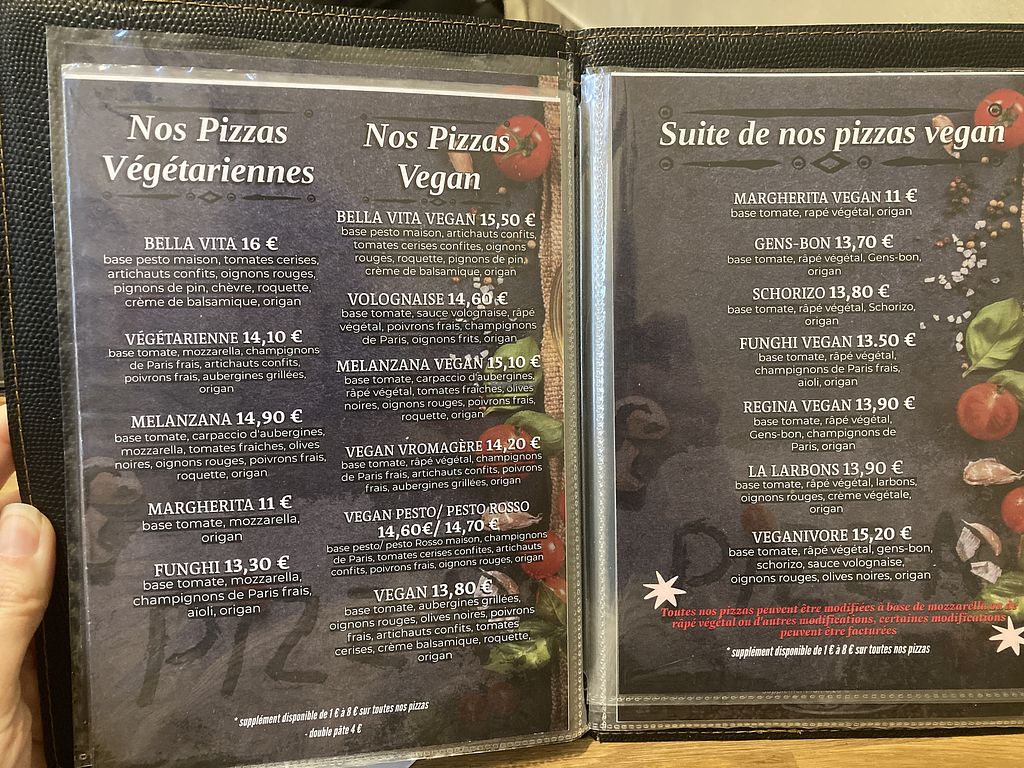 Nos Pizzas
Végétariennes
BELLA VITA 16 €
base pesto maison, tomates cerises,
artichauts confits, oignons rouges,
pignons de pin, chèvre, roquette,
crème de balsamique, origan
VÉGÉTARIENNE 14,10 €
base tomate, mozzarella, champignons
de Paris frais, artichauts confits,
poivrons frais, aubergines grillées,
origan
MELANZANA 14,90 €
base tomate, carpaccio d'aubergines,
mozzarella, tomates fraîches, olives
noires, oignons rouges, poivrons frais,
roquette, origan
MARGHERITA 11 €
base tomate, mozzarella,
origan
FUNGHI 13,30 €
base tomate, mozzarella,
champignons de Paris frais,
aïoli, origan
Nos Pizzas
Vegan
BELLA VITA VEGAN 15,50 €
base pesto maison, artichauts confits,
tomates cerises confites, oignons
rouges, roquette, pignons de pin,
crème de balsamique, origan
VOLOGNAISE 14,60 €
base tomate, sauce volognaise, râpé
végétal, poivrons frais, champignons
de Paris, oignons frits, origan
MELANZANA VEGAN 15,10 €
base tomate, carpaccio d'aubergines,
râpé végétal, tomates fraîches, olives
noires, oignons rouges, poivrons frais,
roquette, origan
VEGAN VROMAGÈRE 14,20 €
base tomate, râpé végétal, champignons
de Paris frais, artichauts confits, poivrons
frais, aubergines grillées, origan
VEGAN PESTO/ PESTO ROSSO
14,60€/ 14,70 €
base pesto/ pesto Rosso maison, champignons
de Paris, tomates cerises confites, artichauts
confits, poivrons frais, oignons rouges, origan
VEGAN 13,80 €
base tomate, aubergines grillées,
oignons rouges, olives noires, poivrons
frais, artichauts confits, tomates
cerises, crème balsamique, roquette,
origan
* supplément disponible de 1 € à 8 € sur toutes nos pizzas
- double pâte 4 €
Suite de nos pizzas vegan
MARGHERITA VEGAN 11 €
base tomate, rapé végétal, origan
GENS-BON 13,70 €
base tomate, râpé végétal, Gens-bon,
origan
SCHORIZO 13,80 €
base tomate, râpé végétal, Schorizo,
origan
FUNGHI VEGAN 13.50 €
base tomate, râpé végétal,
champignons de Paris frais,
aioli, origan
REGINA VEGAN 13,90 €
base tomate, râpé végétal,
Gens-bon, champignons de
Paris, origan
LA LARBONS 13,90 €
base tomate, râpé végétal, larbons,
oignons rouges, crème végétale,
origan
VEGANIVORE 15,20 €
base tomate, râpé végétal, gens-bon,
schorizo, sauce volognaise,
oignons rouges, olives noires, origan
Toutes nos pizzas peuvent être modifiées à base de mozzarella ou de
râpé végétal ou d'autres modifications, certaines modifications
peuvent être facturées
* supplément disponible de 1 € à 8 € sur toutes nos pizzas